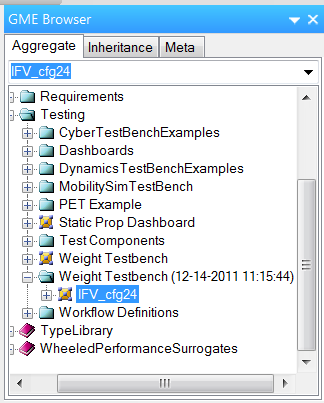 GME Browser
Aggregate Inheritance Meta
IFV_cfg24
Requirements
Testing
CyberTestBenchExamples
Dashboards
DynamicsTestBenchExamples
MobilitySimTestBench
PET Example
Static Prop Dashboard
Test Components
Weight Testbench
Weight Testbench (12-14-2011 11:15:44)
IFV_cfg24
Workflow Definitions
TypeLibrary
WheeledPerformanceSurrogates